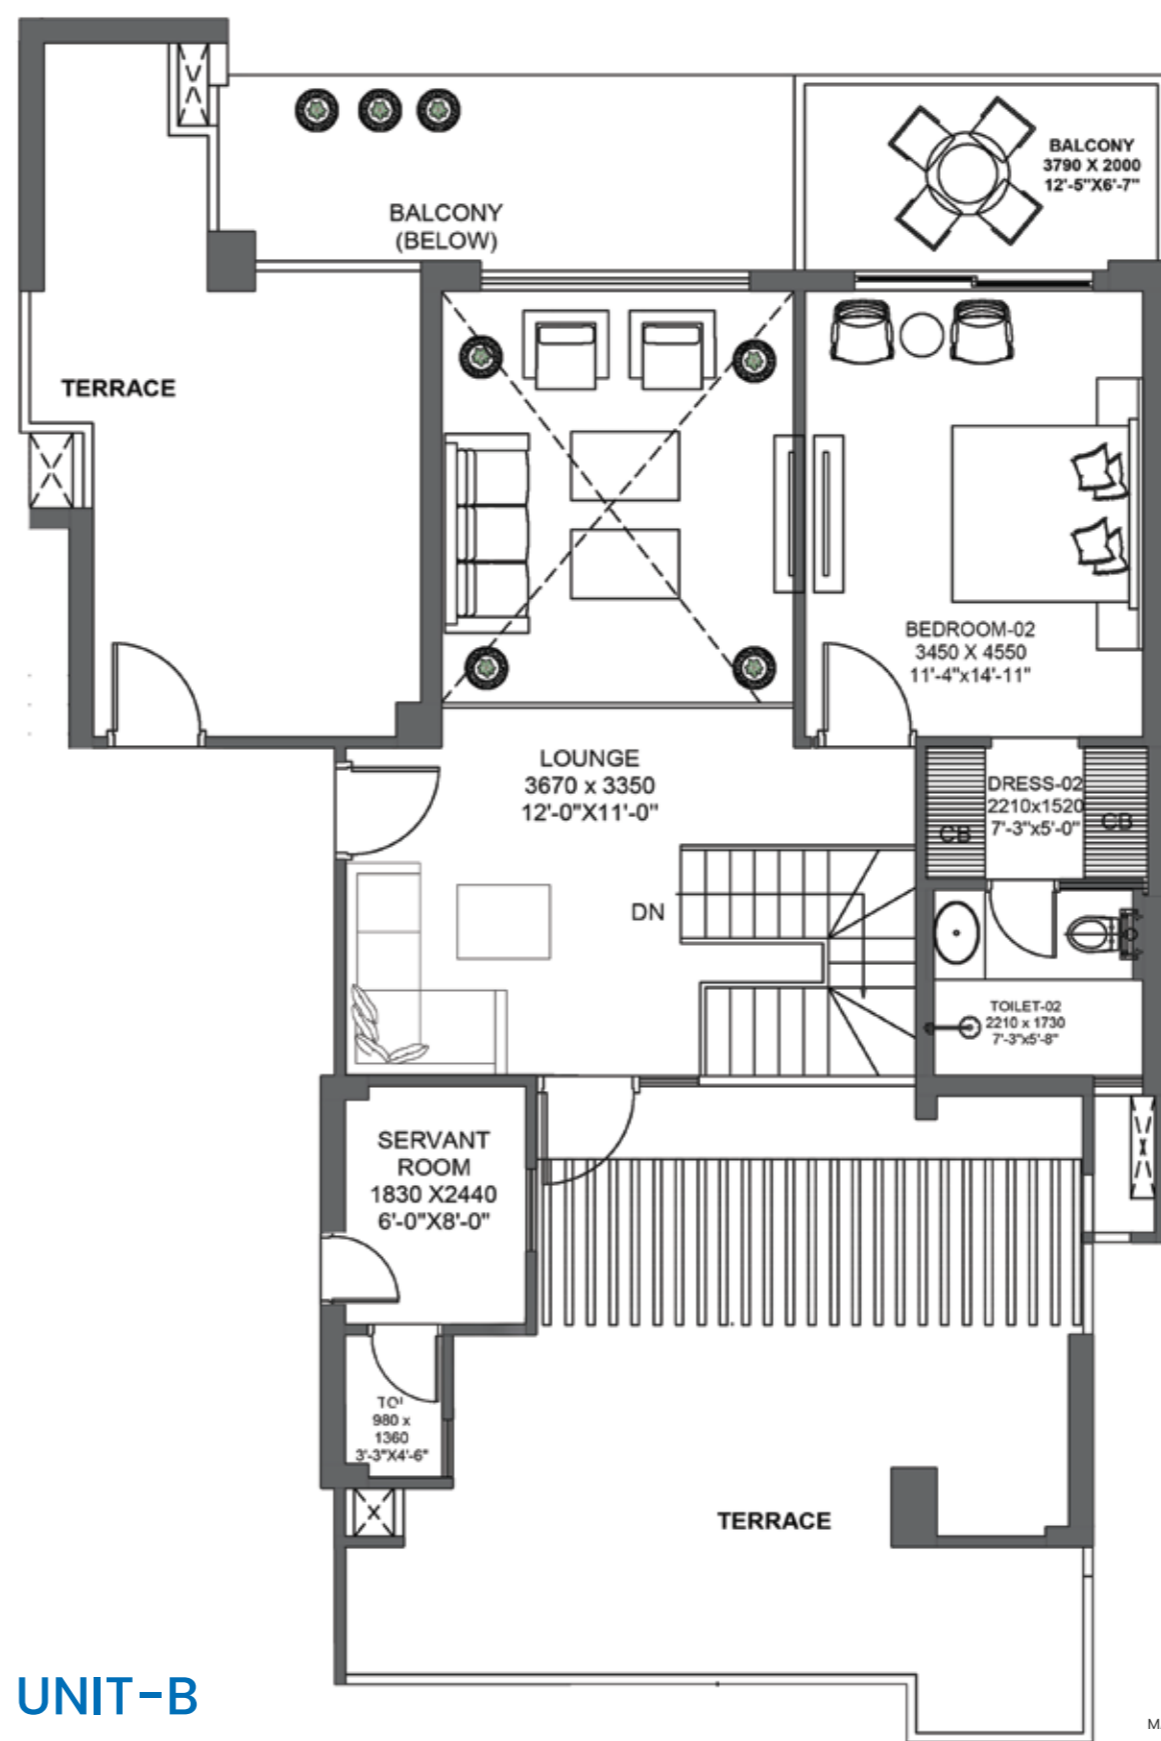 BALCONY
3790 X 2000
12'-5"X6'-7"
BALCONY
(BELOW)
TERRACE
BEDROOM-02
3450 X 4550
11'-4"x14'-11"
LOUNGE
3670 x 3350
12'-0"X11'-0"
DRESS-02
2210x1520
7'-3"x5'-0"
CB
CB
DN
TOILET-02
2210 x 1730
7'-3"x5'-8"
SERVANT
ROOM
1830 X2440
6'-0"X8'-0"
980 x
1360
3'-3"X4'-6"
TERRACE
UNIT-B